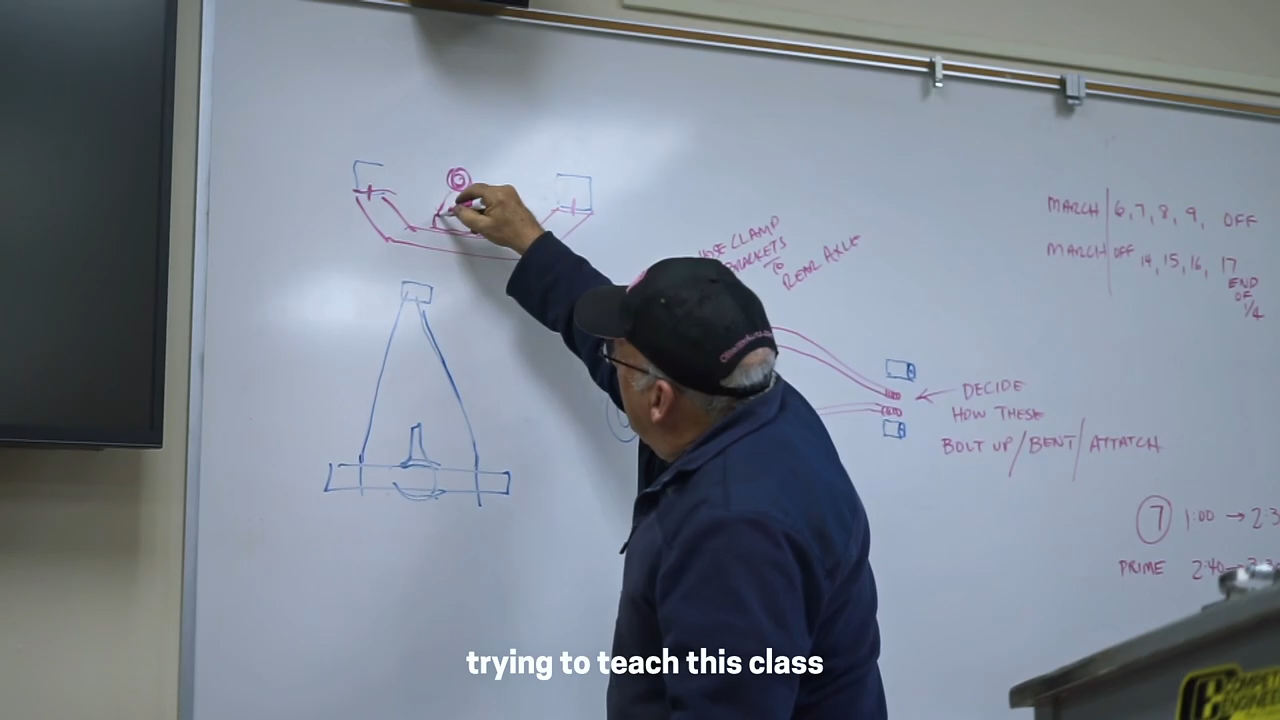 MARCH 6, 7, 8, 9, OFF
MARCH OFF 14, 15, 16, 17
END
OF
1/4
CLAMP
BRACKETS
TO
REAR AXLE
DECIDE
HOW THESE
BOLT UP/BENT/ATTATCH
7 1:00 → 2:3
PRIME 2:40
trying to teach this class